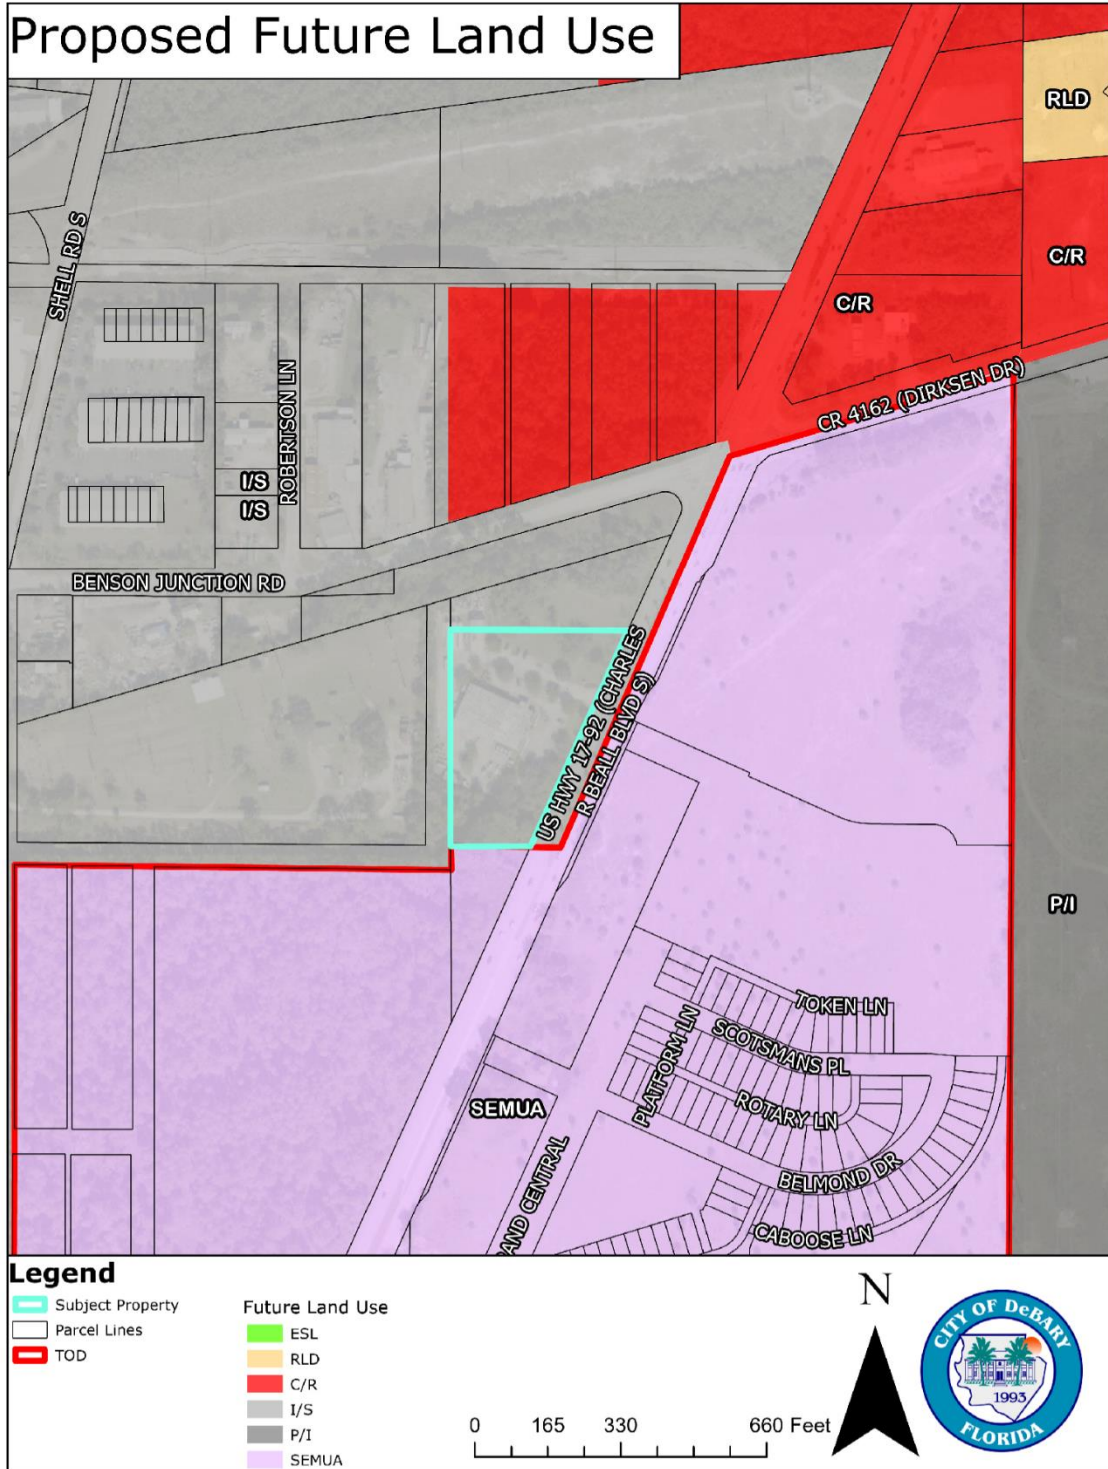 Proposed Future Land Use
RLD
SHELL RD S
C/R
C/R
ROBERTSON LN
CR 4162 (DIRKSEN DR)
I/S
I/S
BENSON JUNCTION RD
US HWY 17-92 (CHARLES
R BEALL BLVD S)
P/I
TOKEN LN
PLATFORM LN
SCOTSMANS PL
SEMUA
ROTARY LN
AND CENTRAL
BELMOND DR
CABOOSE LN
Legend
Subject Property
Parcel Lines
TOD
Future Land Use
ESL
RLD
C/R
I/S
P/I
SEMUA
0 165 330 660 Feet
N
CITY OF DeBARY
1993
FLORIDA